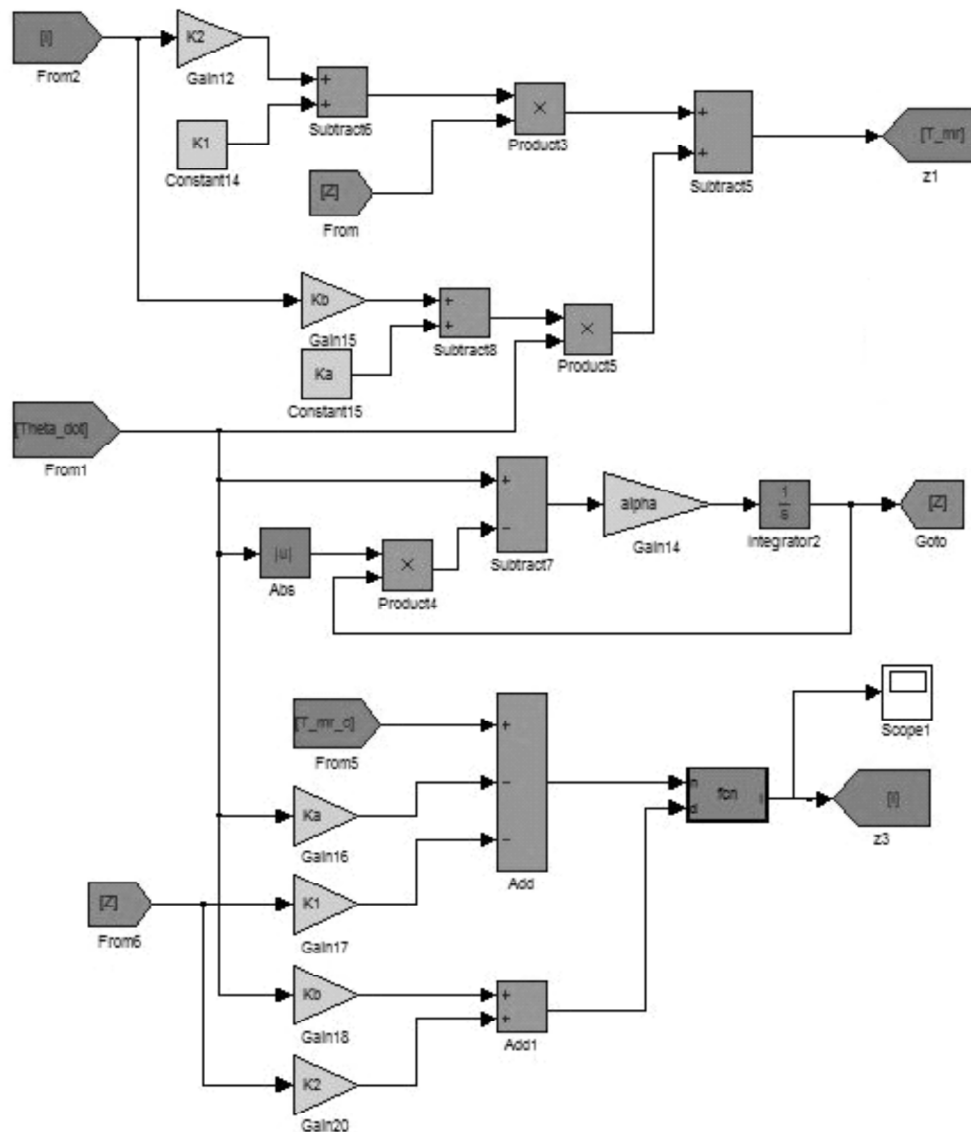 [i]
From2
K2
Gain12
+
+
Subtract6
K1
Constant14
×
Product3
[Z]
From
+
+
Subtract5
[T_mr]
z1
Kb
Gain15
+
+
Subtract8
Ka
Constant15
×
Product5
[Theta_dot]
From1
+
−
Subtract7
|u|
Abs
×
Product4
alpha
Gain14
1
s
Integrator2
[Z]
Goto
Scope1
[T_mr_c]
From5
+
−
−
Add
Ka
Gain16
n
d
fcn
i
[i]
z3
[Z]
From6
K1
Gain17
Kb
Gain18
+
+
Add1
K2
Gain20